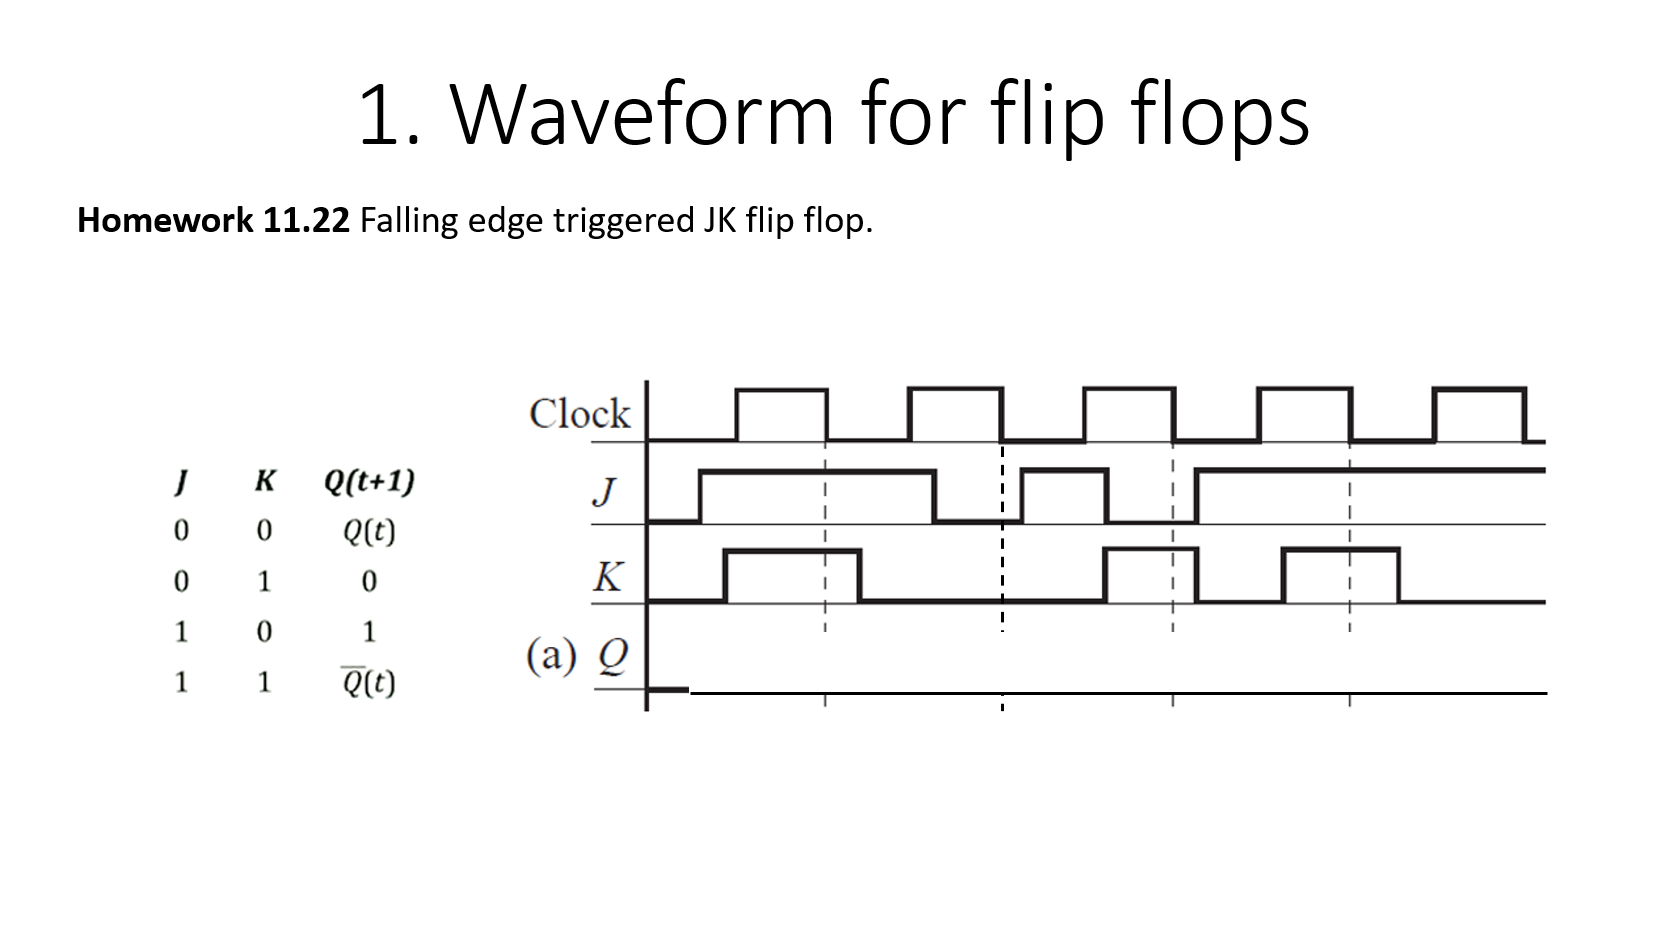 1. Waveform for flip flops
Homework 11.22 Falling edge triggered JK flip flop.
Clock
J
K
(a) Q
J K Q(t+1)
0 0 Q(t)
0 1 0
1 0 1
1 1 Q̅(t)